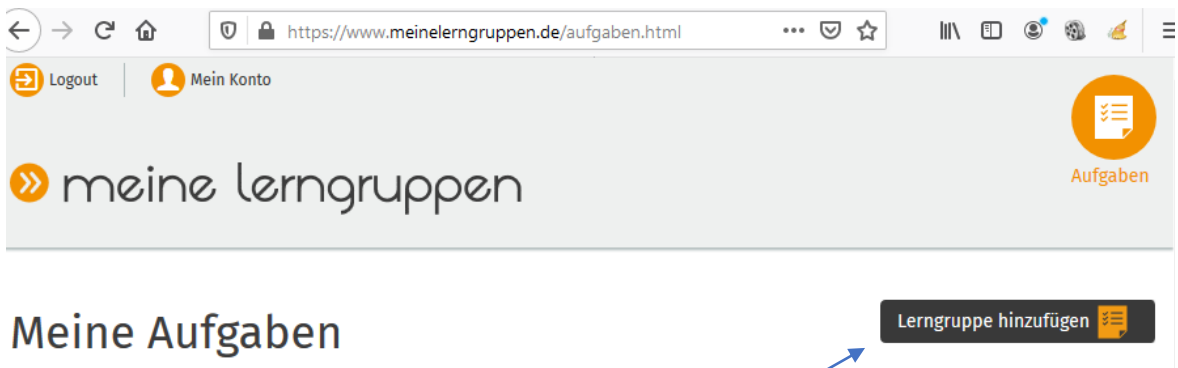 https://www.meinelerngruppen.de/aufgaben.html
Logout Mein Konto
Aufgaben
meine lerngruppen
Meine Aufgaben
Lerngruppe hinzufügen